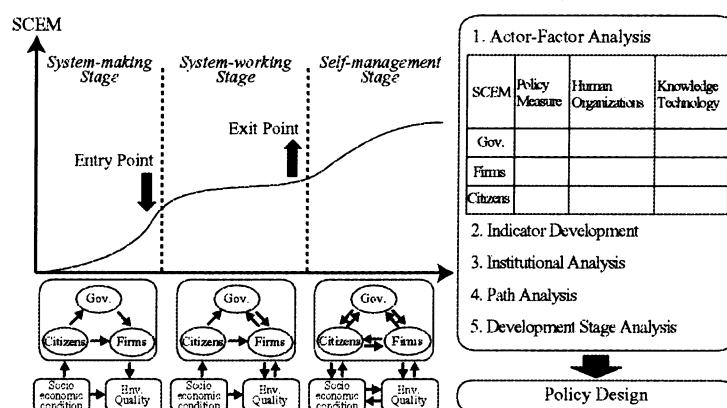 SCEM
System-making Stage
System-working Stage
Self-management Stage
Entry Point
Exit Point
Gov.
Citizens
Firms
Socio economic condition
Env. Quality
Gov.
Citizens
Firms
Socio economic condition
Env. Quality
Gov.
Citizens
Firms
Socio economic condition
Env. Quality
1. Actor-Factor Analysis
SCEM
Policy Measure
Human Organizations
Knowledge Technology
Gov.
Firms
Citizens
2. Indicator Development
3. Institutional Analysis
4. Path Analysis
5. Development Stage Analysis
Policy Design